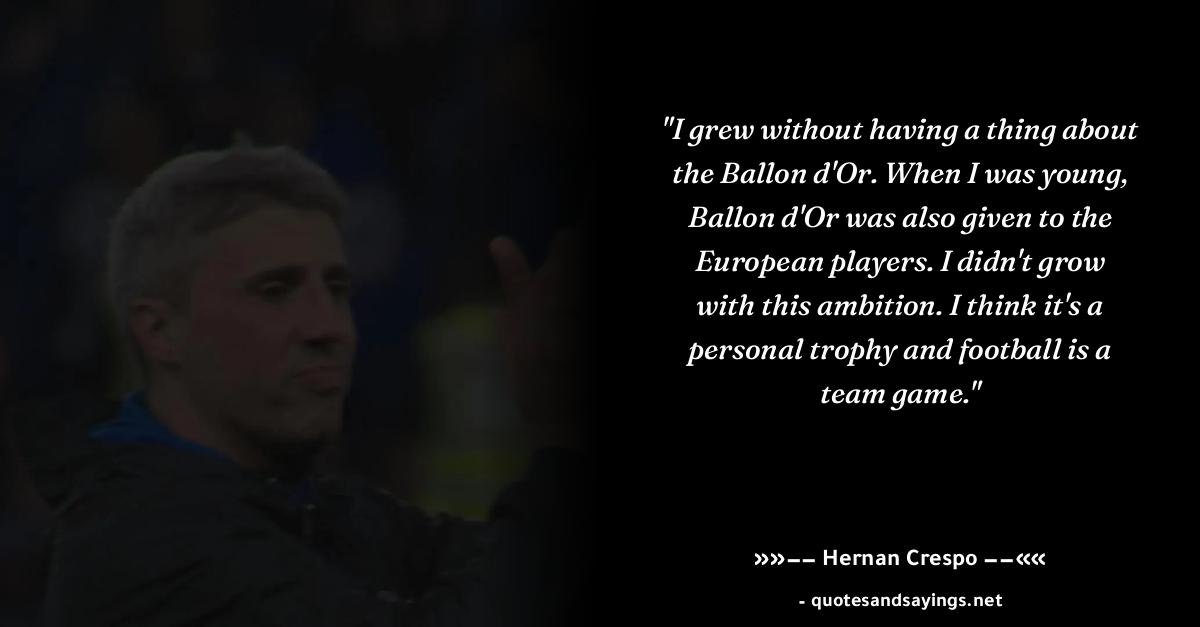 "I grew without having a thing about
the Ballon d'Or. When I was young,
Ballon d'Or was also given to the
European players. I didn't grow
with this ambition. I think it's a
personal trophy and football is a
team game."
»»−− Hernan Crespo −−««
- quotesandsayings.net